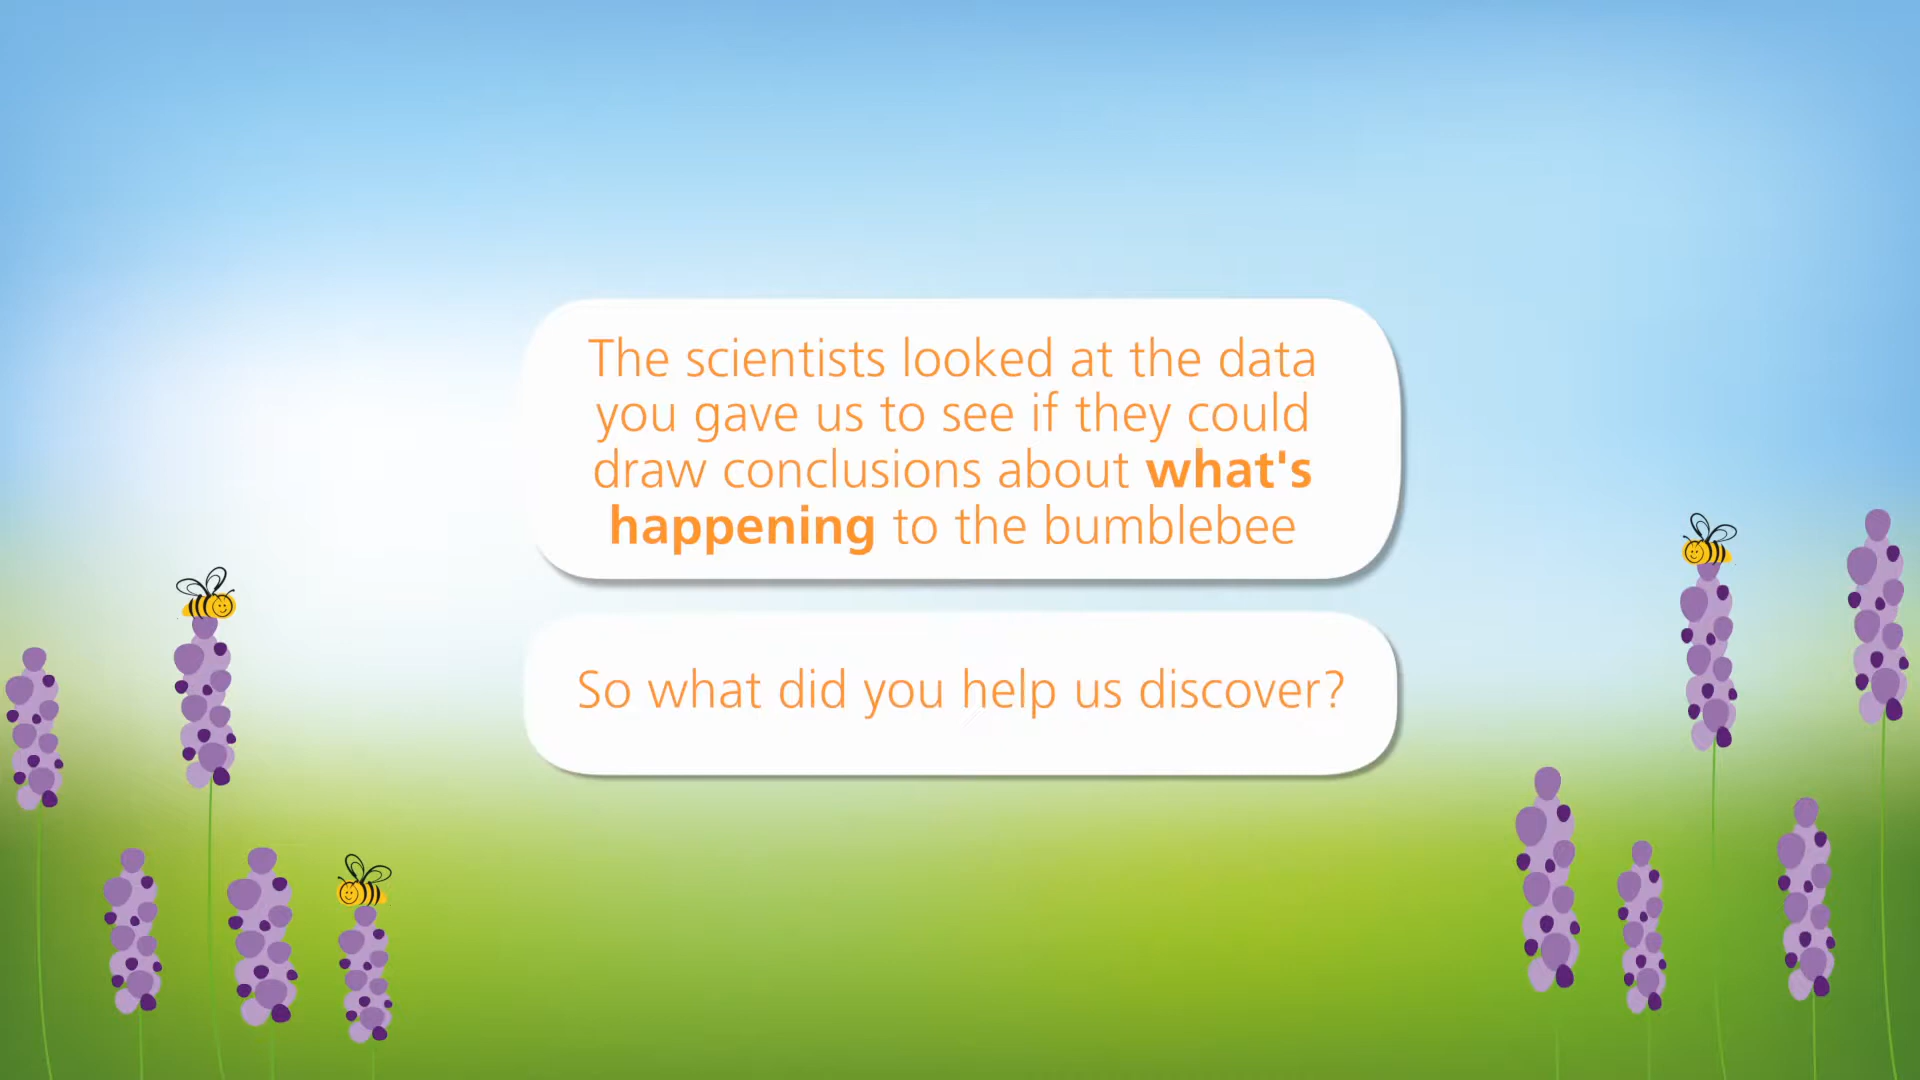 The scientists looked at the data
you gave us to see if they could
draw conclusions about what's
happening to the bumblebee
So what did you help us discover?